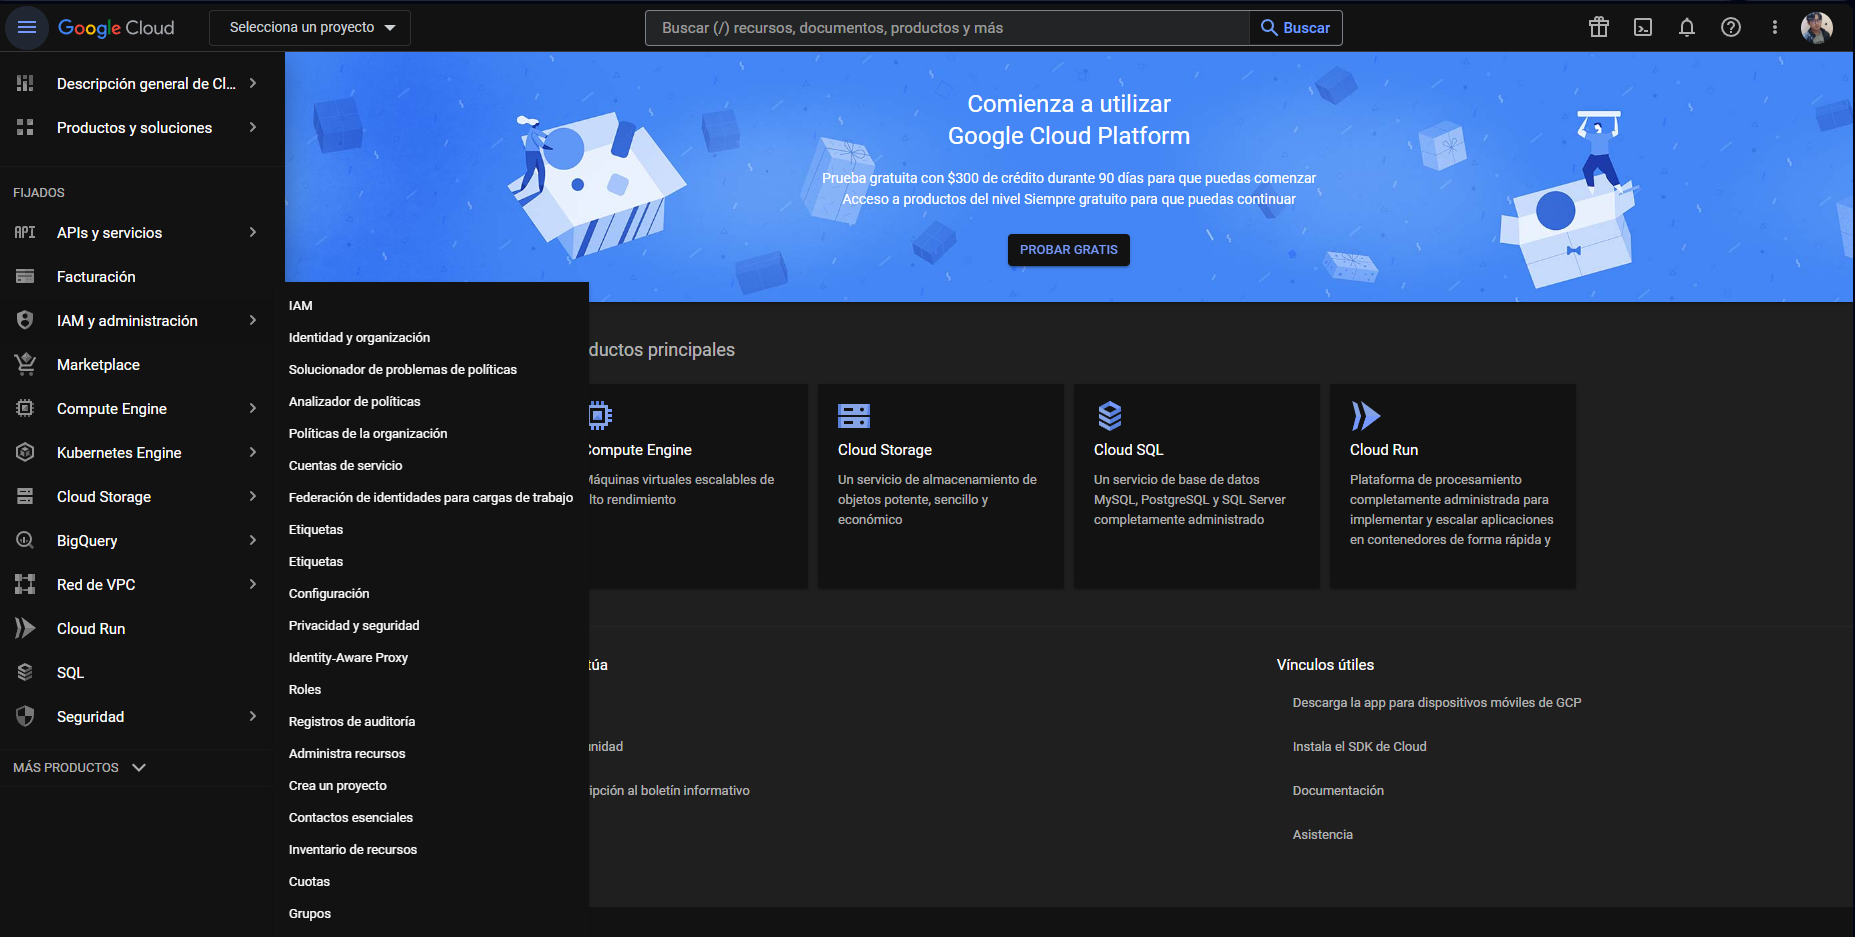 Google Cloud
Selecciona un proyecto
Buscar (/) recursos, documentos, productos y más
Buscar
Descripción general de Cl...
Productos y soluciones
FIJADOS
API APIs y servicios
Facturación
IAM y administración
Marketplace
Compute Engine
Kubernetes Engine
Cloud Storage
BigQuery
Red de VPC
Cloud Run
SQL
Seguridad
MÁS PRODUCTOS
IAM
Identidad y organización
Solucionador de problemas de políticas
Analizador de políticas
Políticas de la organización
Cuentas de servicio
Federación de identidades para cargas de trabajo
Etiquetas
Etiquetas
Configuración
Privacidad y seguridad
Identity-Aware Proxy
Roles
Registros de auditoría
Administra recursos
Crea un proyecto
Contactos esenciales
Inventario de recursos
Cuotas
Grupos
Comienza a utilizar
Google Cloud Platform
Prueba gratuita con $300 de crédito durante 90 días para que puedas comenzar
Acceso a productos del nivel Siempre gratuito para que puedas continuar
PROBAR GRATIS
ductos principales
Compute Engine
Máquinas virtuales escalables de
lto rendimiento
Cloud Storage
Un servicio de almacenamiento de
objetos potente, sencillo y
económico
Cloud SQL
Un servicio de base de datos
MySQL, PostgreSQL y SQL Server
completamente administrado
Cloud Run
Plataforma de procesamiento
completamente administrada para
implementar y escalar aplicaciones
en contenedores de forma rápida y
túa
unidad
ipción al boletín informativo
Vínculos útiles
Descarga la app para dispositivos móviles de GCP
Instala el SDK de Cloud
Documentación
Asistencia